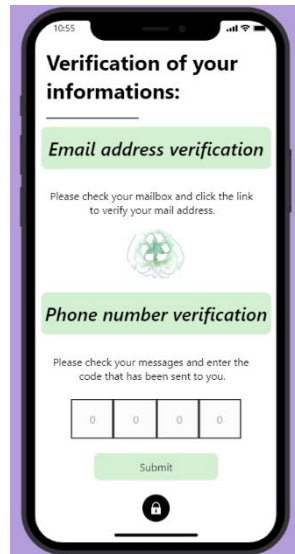 10:55
Verification of your
informations:
Email address verification
Please check your mailbox and click the link
to verify your mail address.
Phone number verification
Please check your messages and enter the
code that has been sent to you.
0 0 0 0
Submit